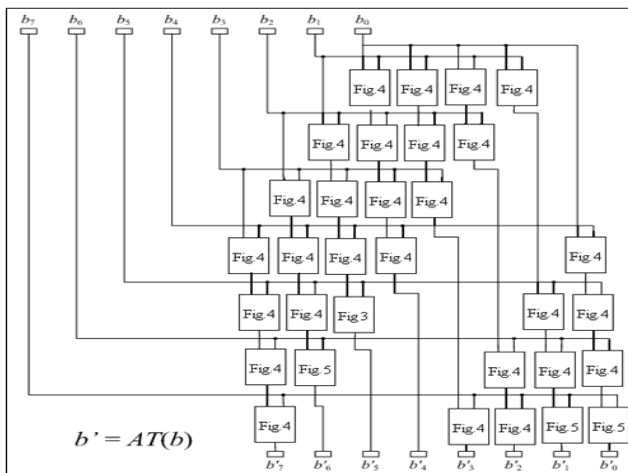 b7 b6 b5 b4 b3 b2 b1 b0
Fig.4 Fig.4 Fig.4 Fig.4
Fig.4 Fig.4 Fig.4 Fig.4
Fig.4 Fig.4 Fig.4 Fig.4
Fig.4 Fig.4 Fig.4 Fig.4 Fig.4
Fig.4 Fig.4 Fig3 Fig.4 Fig.4
Fig.4 Fig.5 Fig.4 Fig.4 Fig.4
Fig.4 Fig.4 Fig.4 Fig.5 Fig.5
b' = AT(b)
b'7 b'6 b'5 b'4 b'3 b'2 b'1 b'0